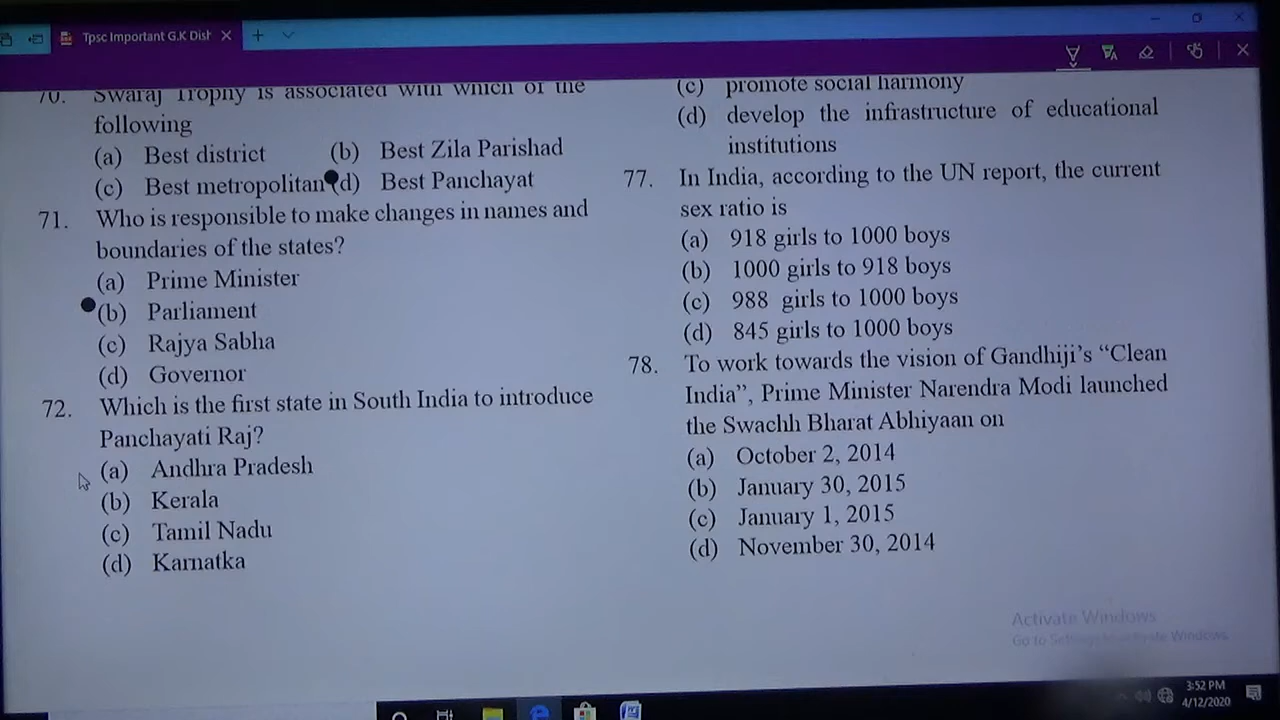 Tpsc Important G.K Dist
70. Swaraj Trophy is associated with which of the
following
(a) Best district (b) Best Zila Parishad
(c) Best metropolitan (d) Best Panchayat
71. Who is responsible to make changes in names and
boundaries of the states?
(a) Prime Minister
(b) Parliament
(c) Rajya Sabha
(d) Governor
72. Which is the first state in South India to introduce
Panchayati Raj?
(a) Andhra Pradesh
(b) Kerala
(c) Tamil Nadu
(d) Karnatka
(c) promote social harmony
(d) develop the infrastructure of educational
institutions
77. In India, according to the UN report, the current
sex ratio is
(a) 918 girls to 1000 boys
(b) 1000 girls to 918 boys
(c) 988 girls to 1000 boys
(d) 845 girls to 1000 boys
78. To work towards the vision of Gandhiji's “Clean
India”, Prime Minister Narendra Modi launched
the Swachh Bharat Abhiyaan on
(a) October 2, 2014
(b) January 30, 2015
(c) January 1, 2015
(d) November 30, 2014
Activate Windows
Go to Settings to activate Windows.
3:52 PM
4/12/2020